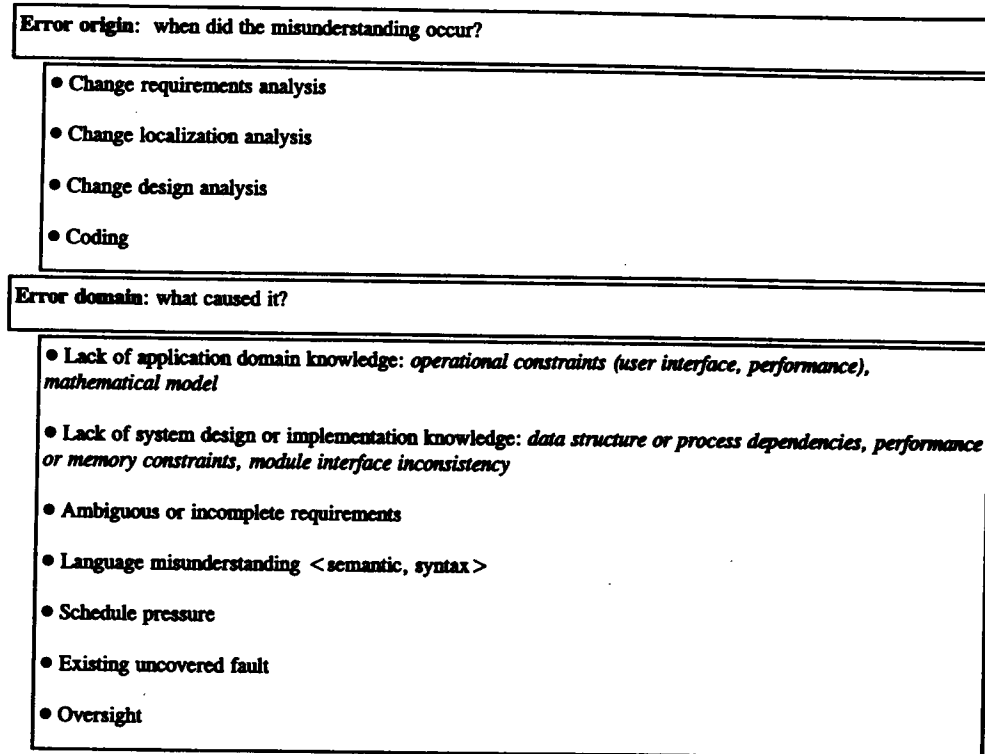 Error origin: when did the misunderstanding occur?
● Change requirements analysis
● Change localization analysis
● Change design analysis
● Coding
Error domain: what caused it?
● Lack of application domain knowledge: operational constraints (user interface, performance),
mathematical model
● Lack of system design or implementation knowledge: data structure or process dependencies, performance
or memory constraints, module interface inconsistency
● Ambiguous or incomplete requirements
● Language misunderstanding <semantic, syntax>
● Schedule pressure
● Existing uncovered fault
● Oversight